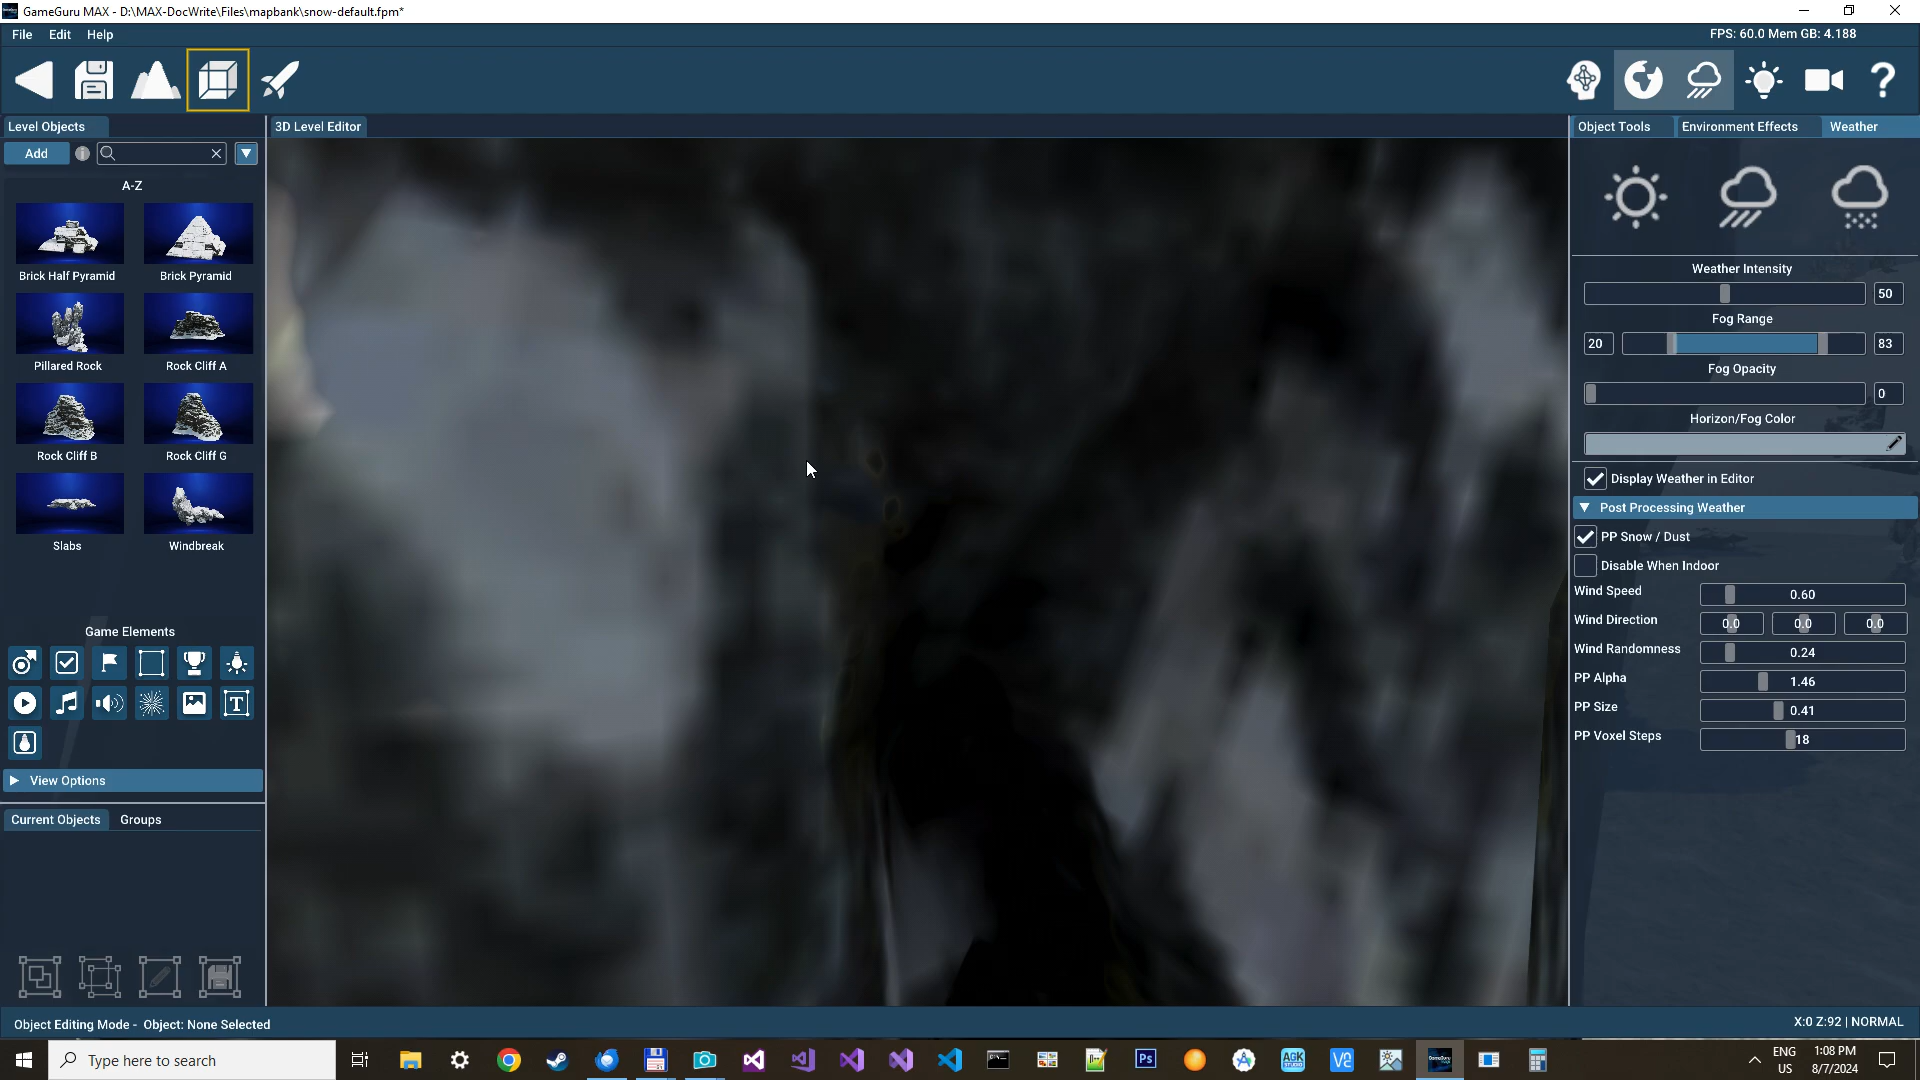 GameGuru MAX - D:\MAX-DocWrite\Files\mapbank\snow-default.fpm*
File Edit Help
FPS: 60.0 Mem GB: 4.188
Level Objects
3D Level Editor
Object Tools Environment Effects Weather
Add
A-Z
Brick Half Pyramid Brick Pyramid
Pillared Rock Rock Cliff A
Rock Cliff B Rock Cliff G
Slabs Windbreak
Game Elements
View Options
Current Objects Groups
Weather Intensity
50
Fog Range
20 83
Fog Opacity
0
Horizon/Fog Color
Display Weather in Editor
Post Processing Weather
PP Snow / Dust
Disable When Indoor
Wind Speed 0.60
Wind Direction 0.0 0.0 0.0
Wind Randomness 0.24
PP Alpha 1.46
PP Size 0.41
PP Voxel Steps 18
Object Editing Mode - Object: None Selected
X:0 Z:92 | NORMAL
Type here to search
Ps
AGK
ENG
US
1:08 PM
8/7/2024